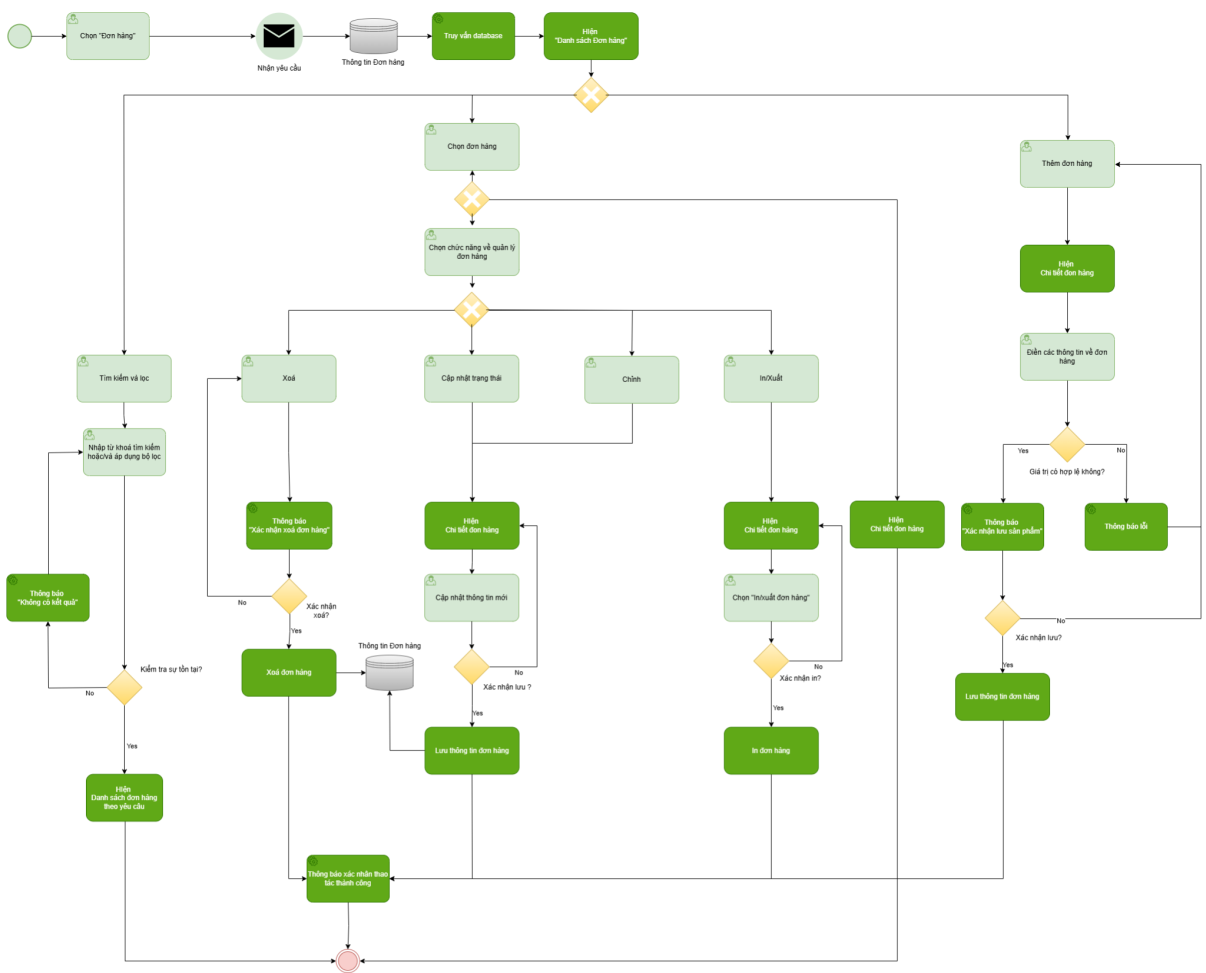 Chọn "Đơn hàng"
Nhận yêu cầu
Thông tin Đơn hàng
Truy vấn database
Hiện
"Danh sách Đơn hàng"
Chọn đơn hàng
Thêm đơn hàng
Chọn chức năng về quản lý
đơn hàng
Hiện
Chi tiết đon hàng
Điền các thông tin về đơn
hàng
Tìm kiếm và lọc
Xoá
Cập nhật trạng thái
Chỉnh
In/Xuất
Nhập từ khoá tìm kiếm
hoặc/và áp dụng bộ lọc
Yes
No
Giá trị có hợp lệ không?
Thông báo
"Xác nhận xoá đơn hàng"
Hiện
Chi tiết đon hàng
Hiện
Chi tiết đon hàng
Hiện
Chi tiết đon hàng
Thông báo
"Xác nhận lưu sản phẩm"
Thông báo lỗi
Thông báo
"Không có kết quả"
No
Xác nhận
xoá?
Yes
Cập nhật thông tin mới
Chọn "In/xuất đơn hàng"
No
Xác nhận lưu?
Yes
Kiểm tra sự tồn tại?
No
Yes
Xoá đơn hàng
Thông tin Đơn hàng
No
Xác nhận lưu ?
Yes
No
Xác nhận in?
Yes
Lưu thông tin đơn hàng
Lưu thông tin đơn hàng
In đơn hàng
Hiện
Danh sách đơn hàng
theo yêu cầu
Thông báo xác nhân thao
tác thành công